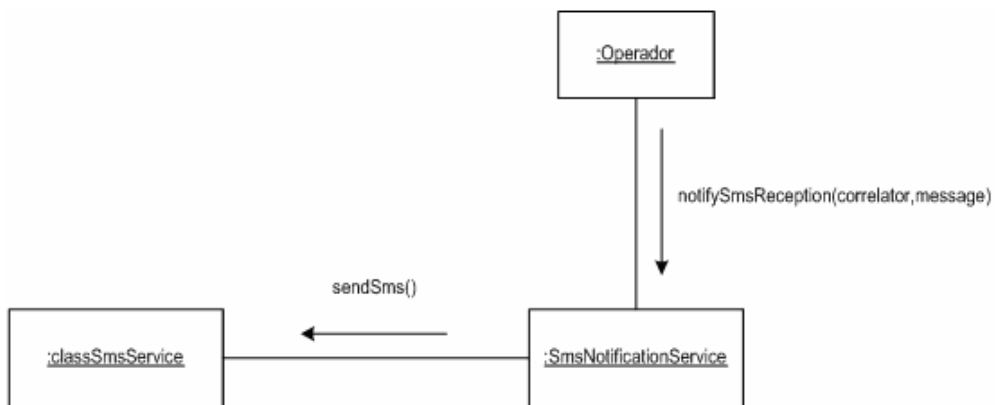 :Operador
notifySmsReception(correlator,message)
sendSms()
:classSmsService
:SmsNotificationService